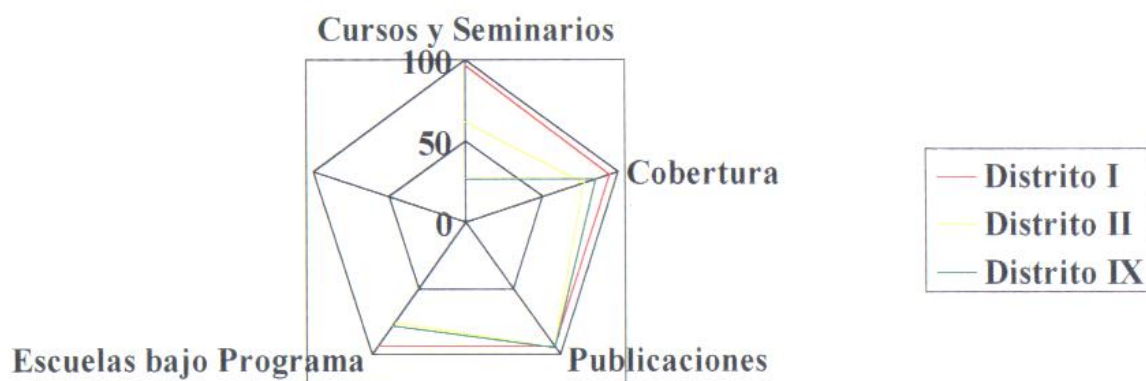 Cursos y Seminarios
100
50
0
Cobertura
Publicaciones
Escuelas bajo Programa
Distrito I
Distrito II
Distrito IX